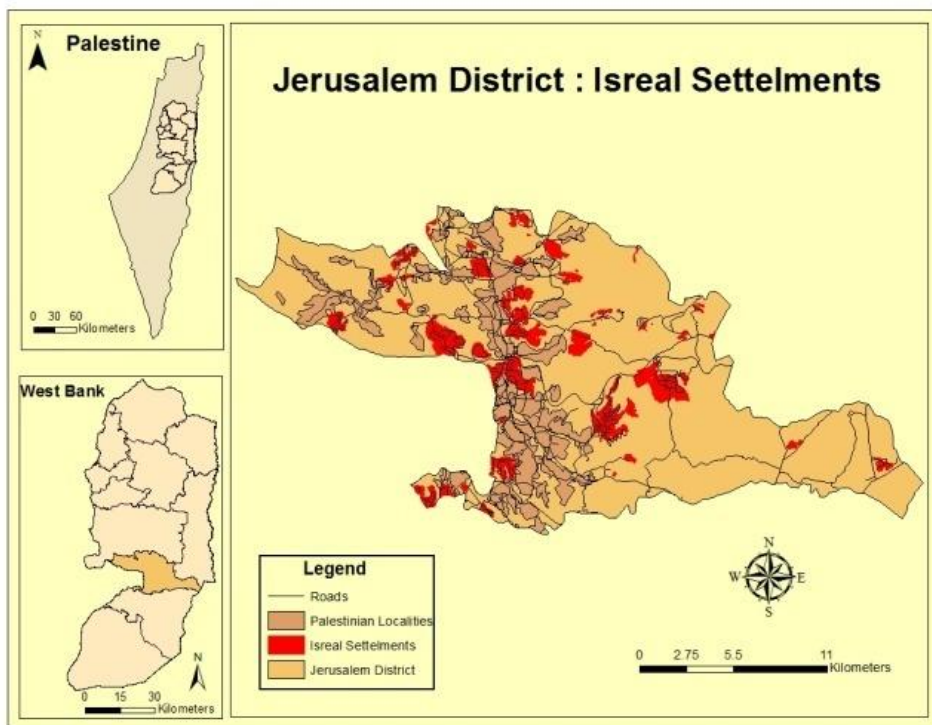 N
Palestine
0 30 60
Kilometers
Jerusalem District : Isreal Settelments
West Bank
N
0 15 30
Kilometers
Legend
Roads
Palestinian Localities
Isreal Settelments
Jerusalem District
N
W E
S
0 2.75 5.5 11
Kilometers